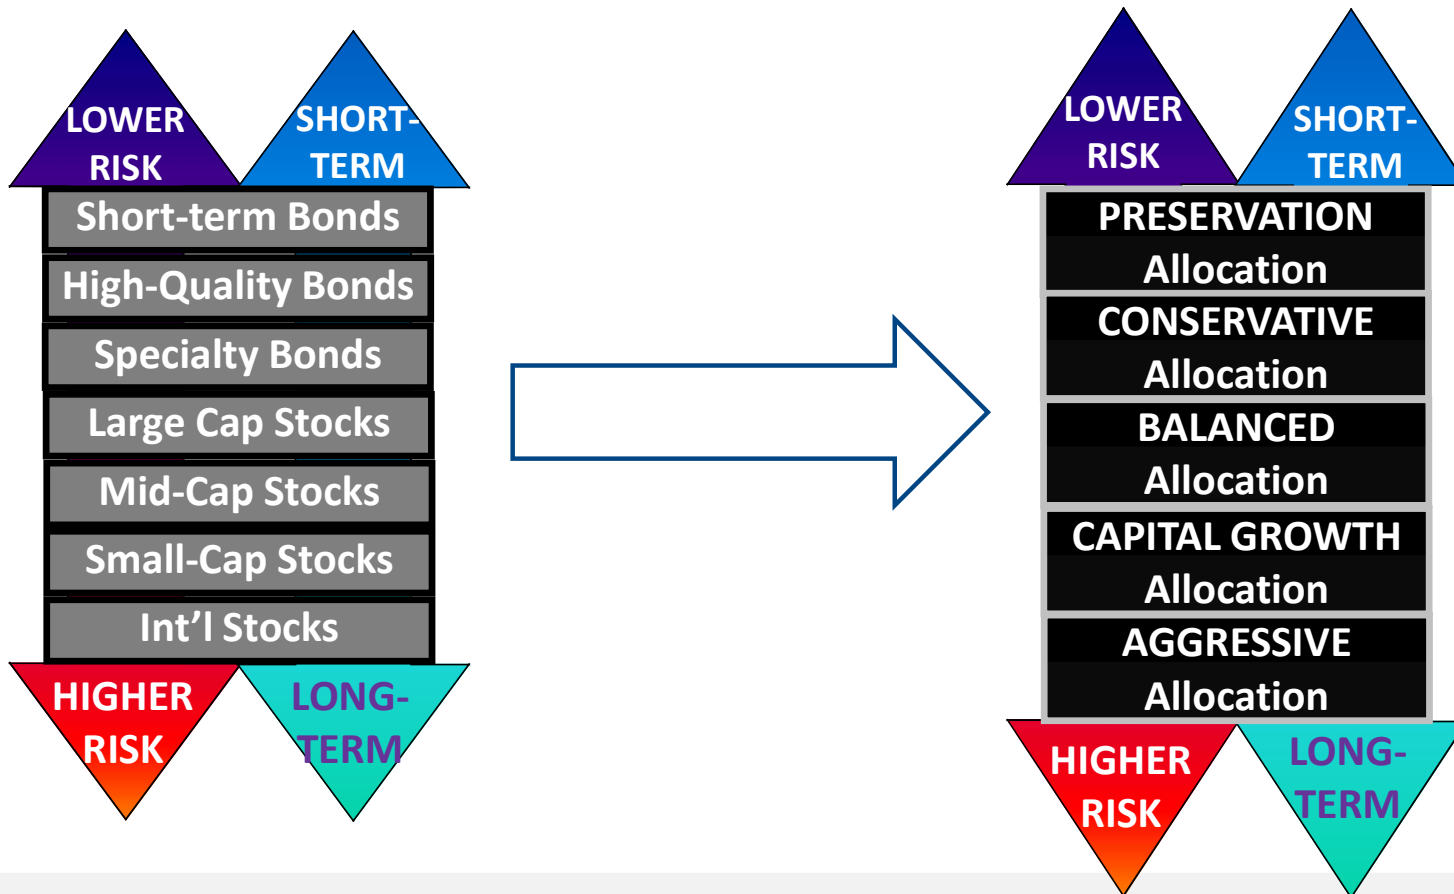 LOWER
RISK
SHORT-
TERM
Short-term Bonds
High-Quality Bonds
Specialty Bonds
Large Cap Stocks
Mid-Cap Stocks
Small-Cap Stocks
Int’l Stocks
HIGHER
RISK
LONG-
TERM
LOWER
RISK
SHORT-
TERM
PRESERVATION
Allocation
CONSERVATIVE
Allocation
BALANCED
Allocation
CAPITAL GROWTH
Allocation
AGGRESSIVE
Allocation
HIGHER
RISK
LONG-
TERM